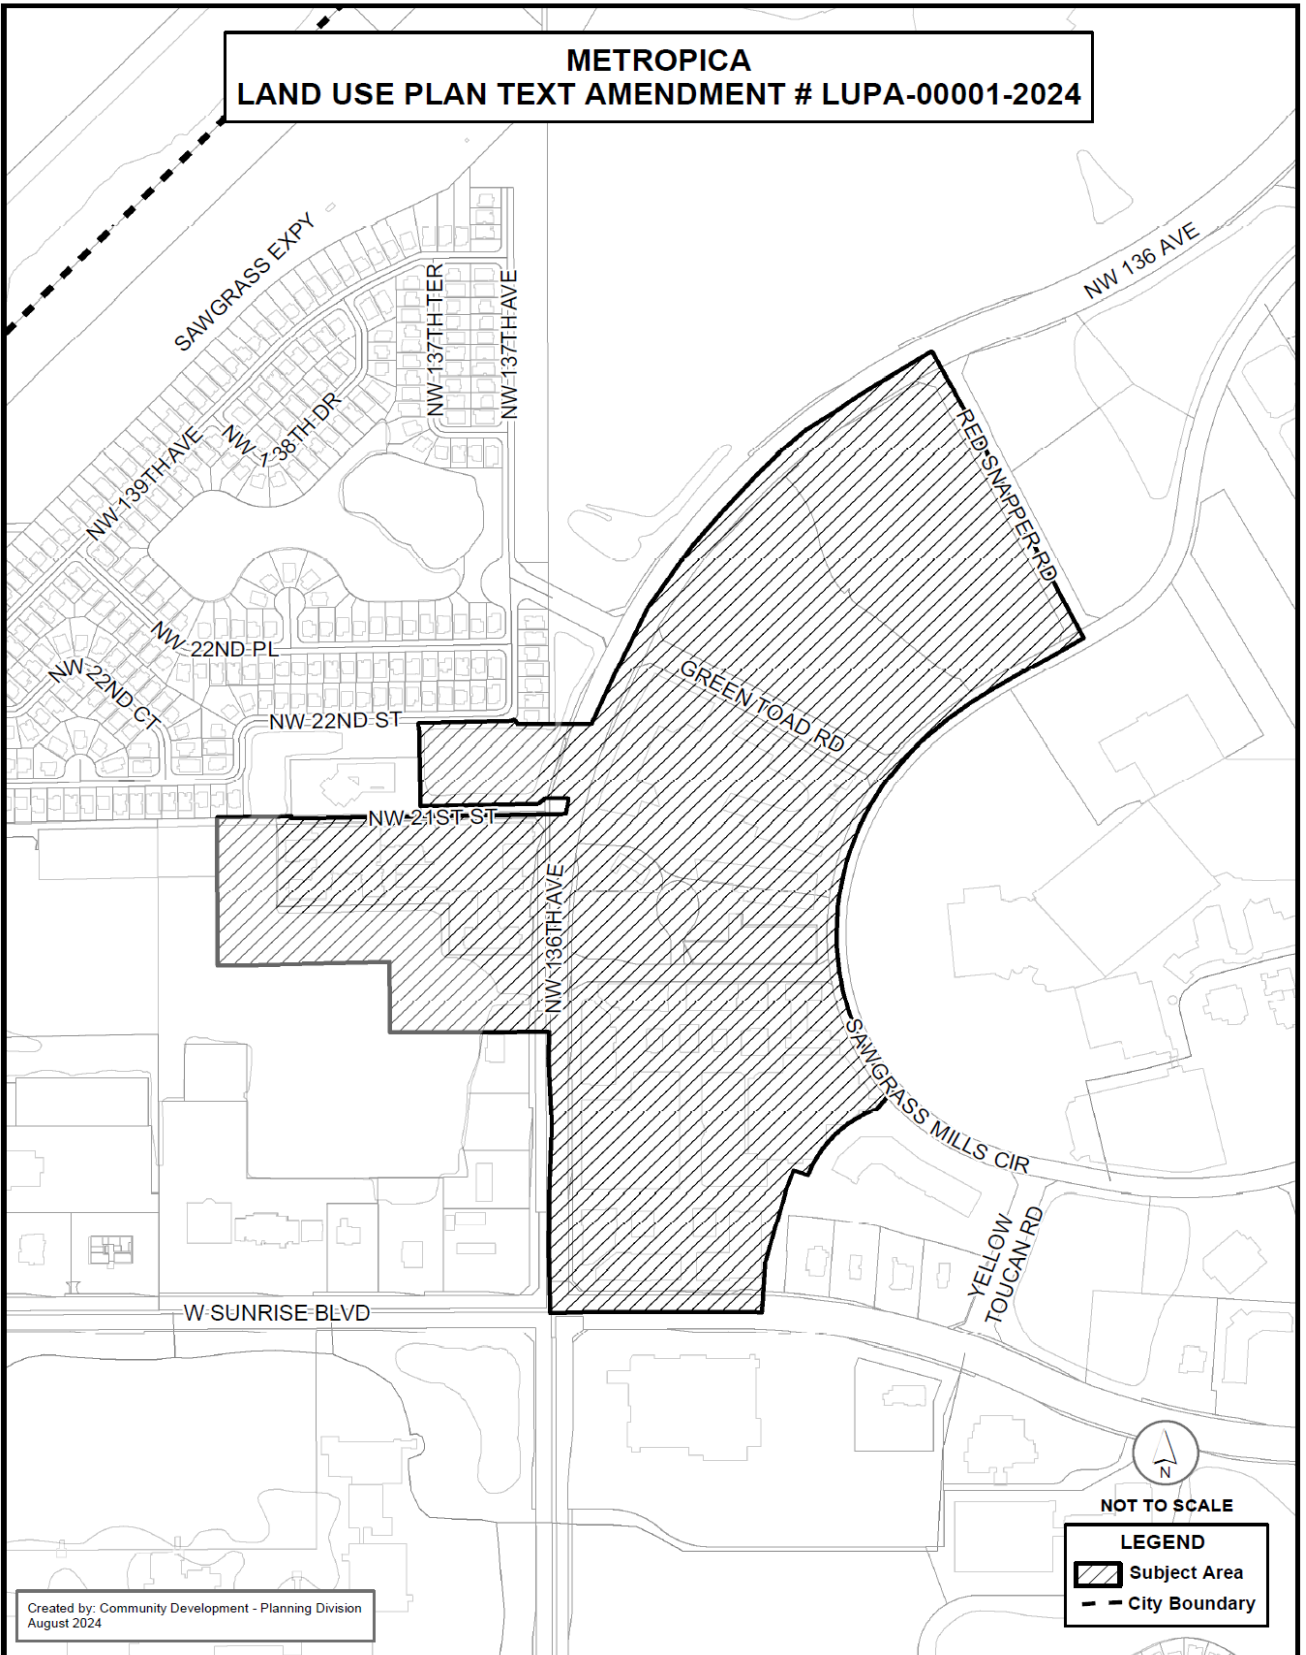 METROPICA
LAND USE PLAN TEXT AMENDMENT # LUPA-00001-2024
SAWGRASS EXPY
NW 136 AVE
NW 137TH TER
NW 137TH AVE
NW 138TH DR
NW 139TH AVE
RED SNAPPER RD
NW 22ND PL
NW 22ND CT
GREEN TOAD RD
NW 22ND ST
NW 21ST ST
NW 136TH AVE
SAWGRASS MILLS CIR
YELLOW
TOUCAN RD
W SUNRISE BLVD
N
NOT TO SCALE
LEGEND
Subject Area
City Boundary
Created by: Community Development - Planning Division
August 2024